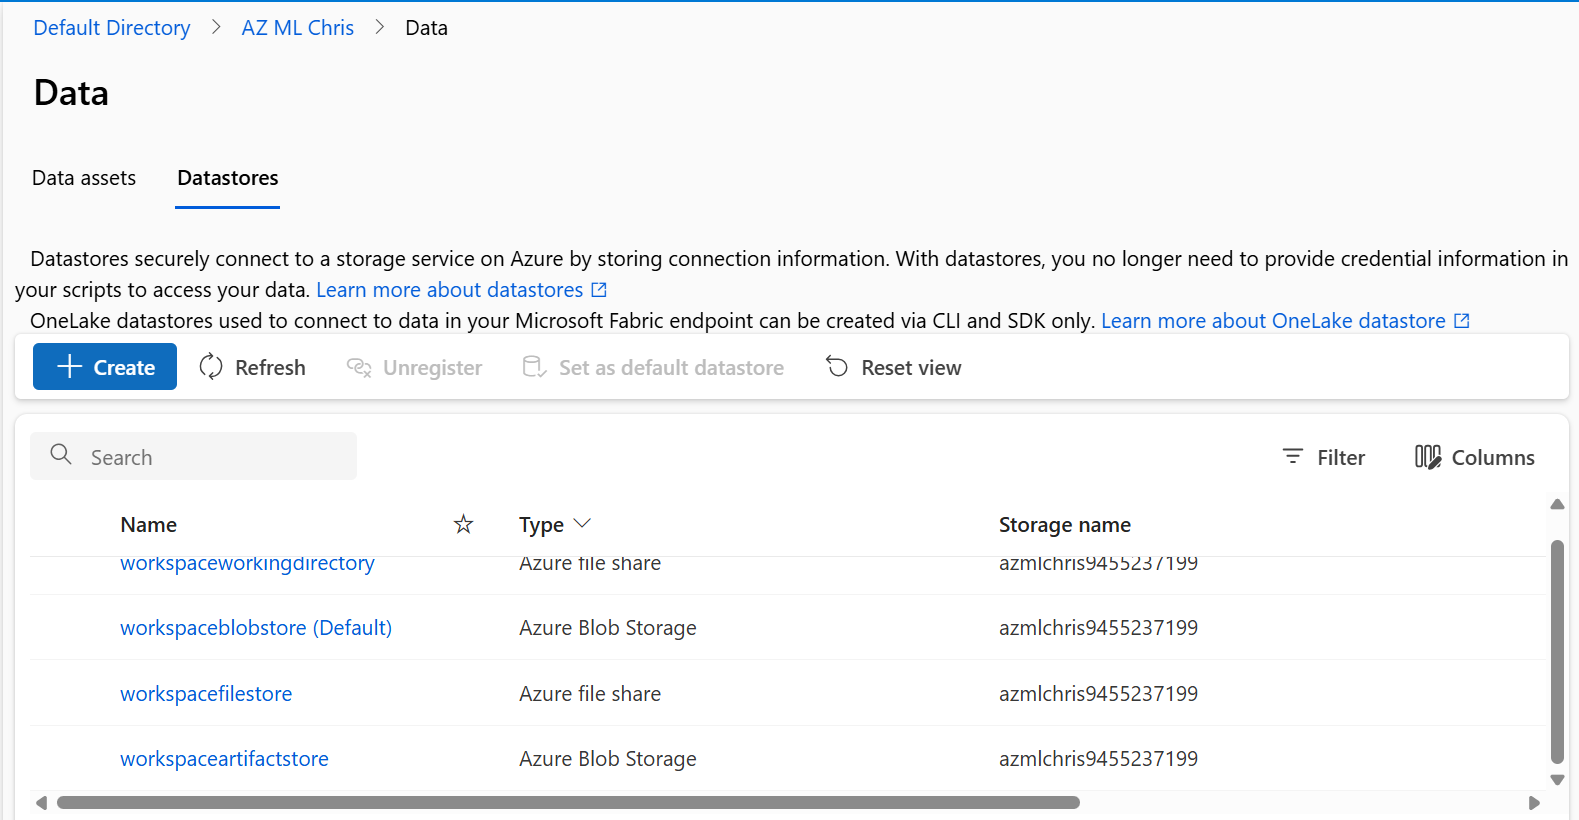 Default Directory > AZ ML Chris > Data
Data
Data assets Datastores
Datastores securely connect to a storage service on Azure by storing connection information. With datastores, you no longer need to provide credential information in
your scripts to access your data. Learn more about datastores
OneLake datastores used to connect to data in your Microsoft Fabric endpoint can be created via CLI and SDK only. Learn more about OneLake datastore
Create Refresh Unregister Set as default datastore Reset view
Search Filter Columns
Name Type Storage name
workspaceworkingdirectory Azure file share azmlchris9455237199
workspaceblobstore (Default) Azure Blob Storage azmlchris9455237199
workspacefilestore Azure file share azmlchris9455237199
workspaceartifactstore Azure Blob Storage azmlchris9455237199